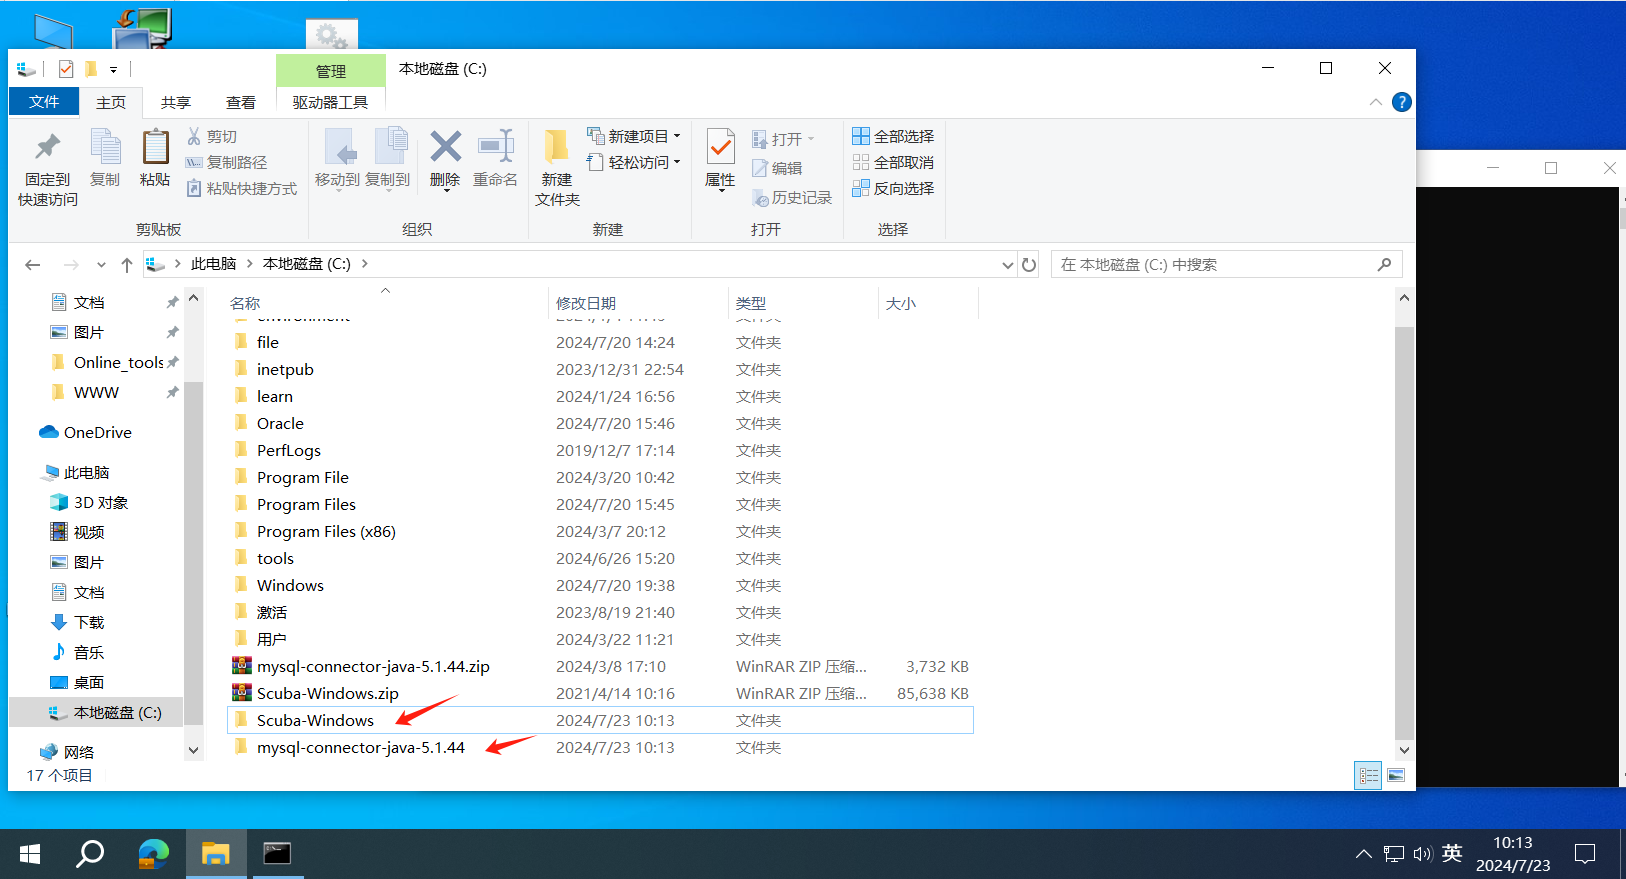 管理
本地磁盘 (C:)
文件
主页
共享
查看
驱动器工具
固定到
快速访问
复制
粘贴
剪切
复制路径
粘贴快捷方式
剪贴板
移动到
复制到
删除
重命名
组织
新建
文件夹
新建项目
轻松访问
新建
属性
打开
编辑
历史记录
打开
全部选择
全部取消
反向选择
选择
此电脑
本地磁盘 (C:)
在 本地磁盘 (C:) 中搜索
文档
图片
Online_tools
WWW
OneDrive
此电脑
3D 对象
视频
图片
文档
下载
音乐
桌面
本地磁盘 (C:)
网络
名称 修改日期 类型 大小
file 2024/7/20 14:24 文件夹
inetpub 2023/12/31 22:54 文件夹
learn 2024/1/24 16:56 文件夹
Oracle 2024/7/20 15:46 文件夹
PerfLogs 2019/12/7 17:14 文件夹
Program File 2024/3/20 10:42 文件夹
Program Files 2024/7/20 15:45 文件夹
Program Files (x86) 2024/3/7 20:12 文件夹
tools 2024/6/26 15:20 文件夹
Windows 2024/7/20 19:38 文件夹
激活 2023/8/19 21:40 文件夹
用户 2024/3/22 11:21 文件夹
mysql-connector-java-5.1.44.zip 2024/3/8 17:10 WinRAR ZIP 压缩... 3,732 KB
Scuba-Windows.zip 2021/4/14 10:16 WinRAR ZIP 压缩... 85,638 KB
Scuba-Windows 2024/7/23 10:13 文件夹
mysql-connector-java-5.1.44 2024/7/23 10:13 文件夹
17 个项目
英
10:13
2024/7/23